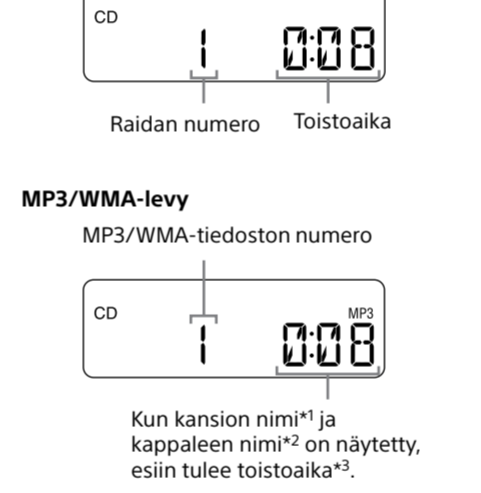 CD
1 0:08
Raidan numero Toistoaika
MP3/WMA-levy
MP3/WMA-tiedoston numero
CD MP3
1 0:08
Kun kansion nimi*1 ja
kappaleen nimi*2 on näytetty,
esiin tulee toistoaika*3.